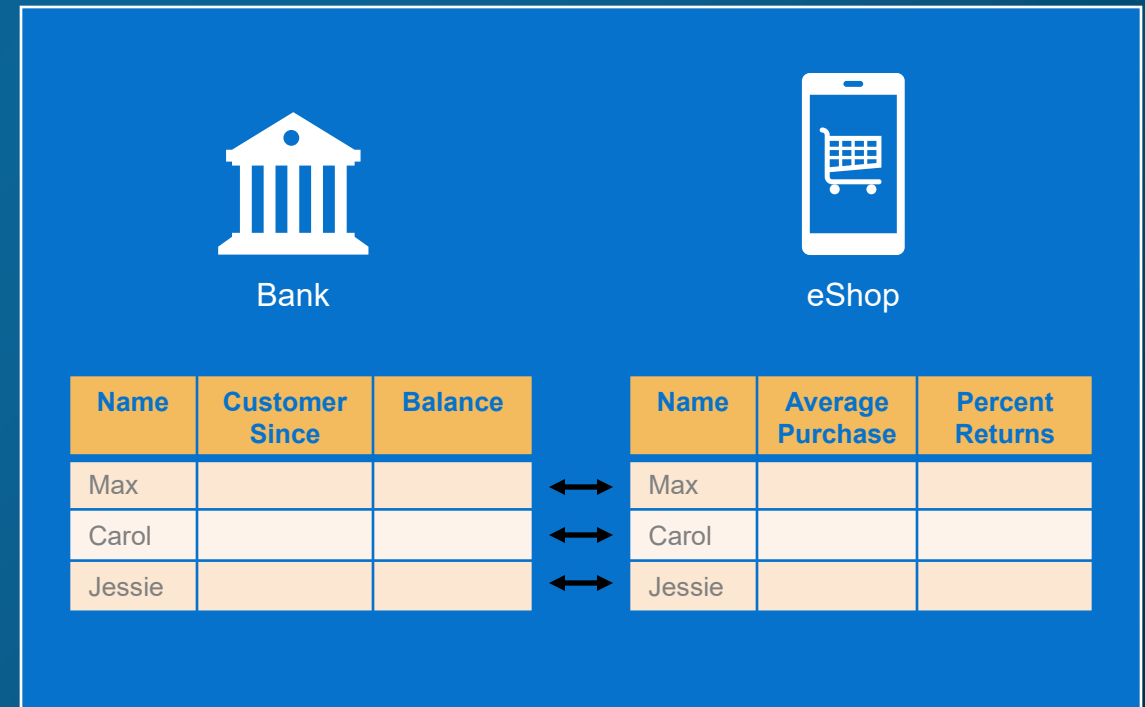 Bank
eShop
Name Customer Since Balance
Max
Carol
Jessie
Name Average Purchase Percent Returns
Max
Carol
Jessie